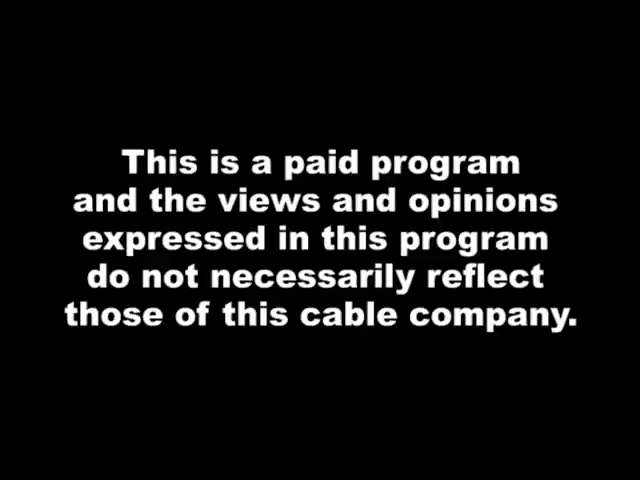 This is a paid program
and the views and opinions
expressed in this program
do not necessarily reflect
those of this cable company.